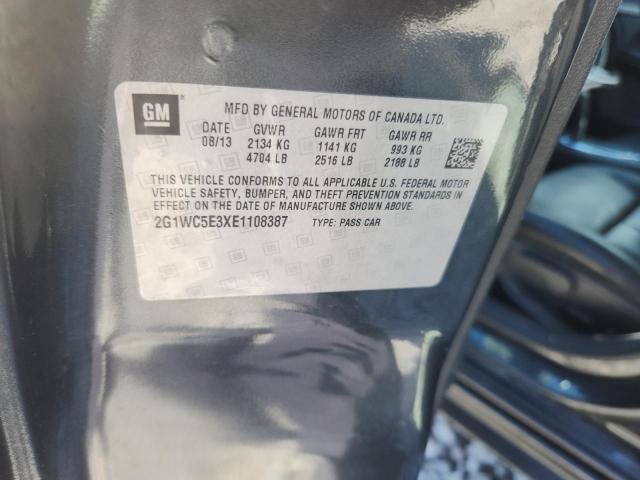 GM
MFD BY GENERAL MOTORS OF CANADA LTD.
DATE GVWR GAWR FRT GAWR RR
08/13 2134 KG 1141 KG 993 KG
4704 LB 2516 LB 2188 LB
THIS VEHICLE CONFORMS TO ALL APPLICABLE U.S. FEDERAL MOTOR
VEHICLE SAFETY, BUMPER, AND THEFT PREVENTION STANDARDS IN
EFFECT ON THE DATE OF MANUFACTURE SHOWN ABOVE.
2G1WC5E3XE1108387 TYPE: PASS CAR